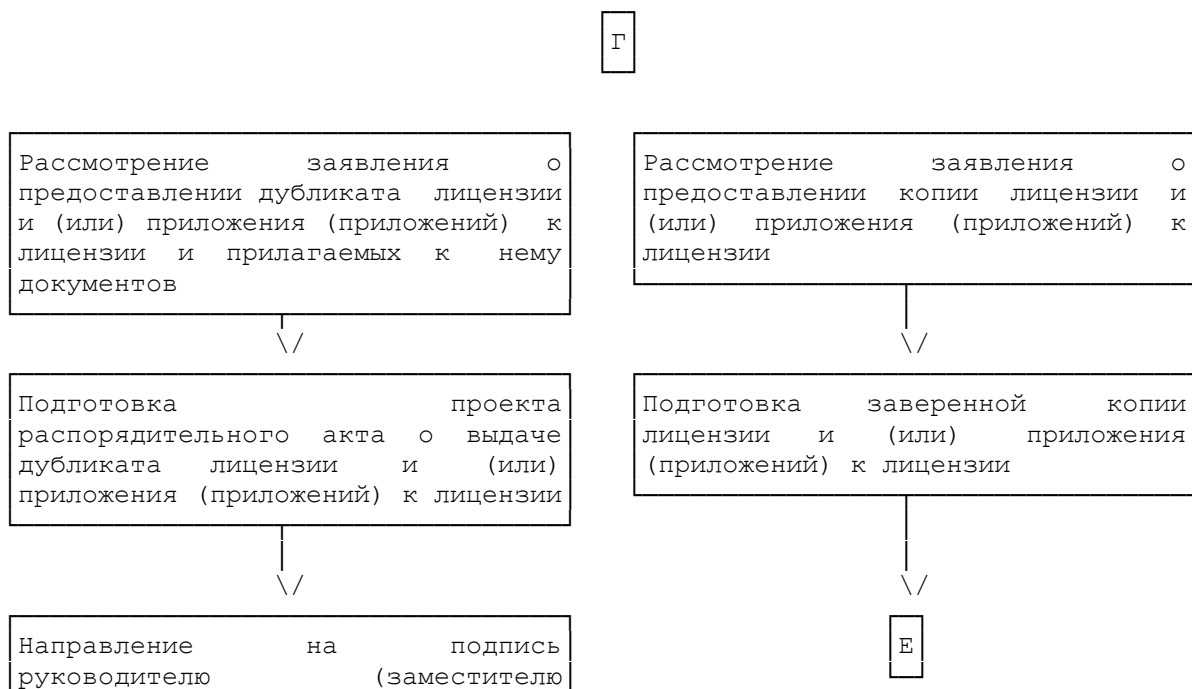 Г
Рассмотрение заявления о
предоставлении дубликата лицензии
и (или) приложения (приложений) к
лицензии и прилагаемых к нему
документов
Рассмотрение заявления о
предоставлении копии лицензии и
(или) приложения (приложений) к
лицензии
Подготовка проекта
распорядительного акта о выдаче
дубликата лицензии и (или)
приложения (приложений) к лицензии
Подготовка заверенной копии
лицензии и (или) приложения
(приложений) к лицензии
Направление на подпись
руководителю (заместителю
Е